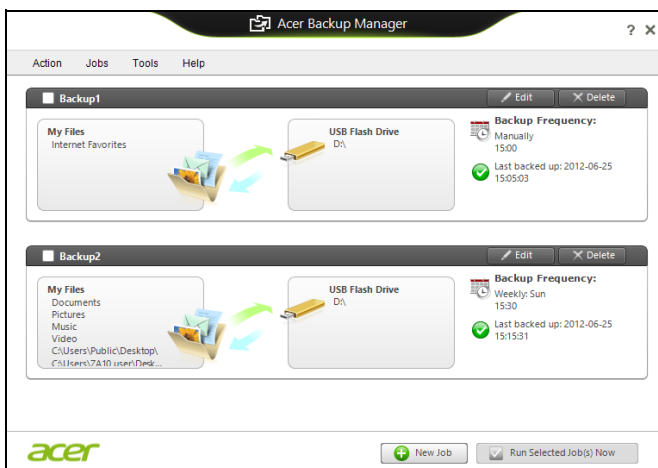 Acer Backup Manager
? X
Action Jobs Tools Help
Backup1
Edit
Delete
My Files
Internet Favorites
USB Flash Drive
D:\
Backup Frequency:
Manually
15:00
Last backed up: 2012-06-25
15:05:03
Backup2
Edit
Delete
My Files
Documents
Pictures
Music
Video
C:\Users\Public\Desktop\
C:\Users\7A10 user\Desk...
USB Flash Drive
D:\
Backup Frequency:
Weekly: Sun
15:30
Last backed up: 2012-06-25
15:15:31
acer
New Job
Run Selected Job(s) Now